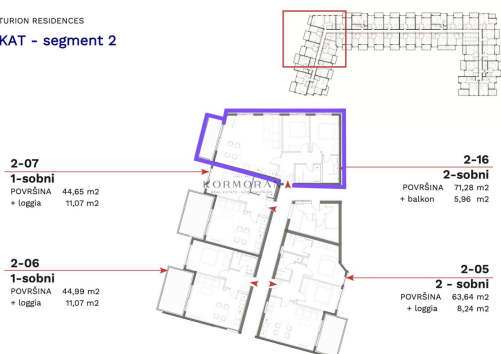 TURION RESIDENCES
KAT - segment 2
2-07
1-sobni
POVRŠINA 44,65 m2
+ loggia 11,07 m2
2-16
2-sobni
POVRŠINA 71,28 m2
+ balkon 5,96 m2
KORMORAN
2-06
1-sobni
POVRŠINA 44,99 m2
+ loggia 11,07 m2
2-05
2 - sobni
POVRŠINA 63,64 m2
+ loggia 8,24 m2